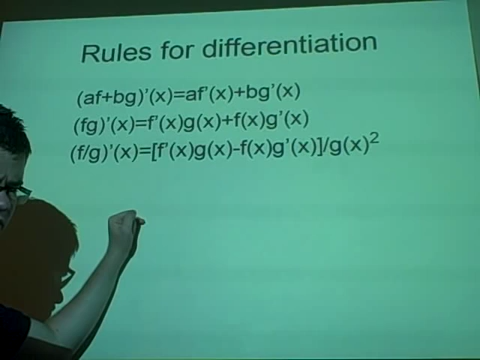 Rules for differentiation
(af+bg)'(x)=af'(x)+bg'(x)
(fg)'(x)=f'(x)g(x)+f(x)g'(x)
(f/g)'(x)=[f'(x)g(x)-f(x)g'(x)]/g(x)²